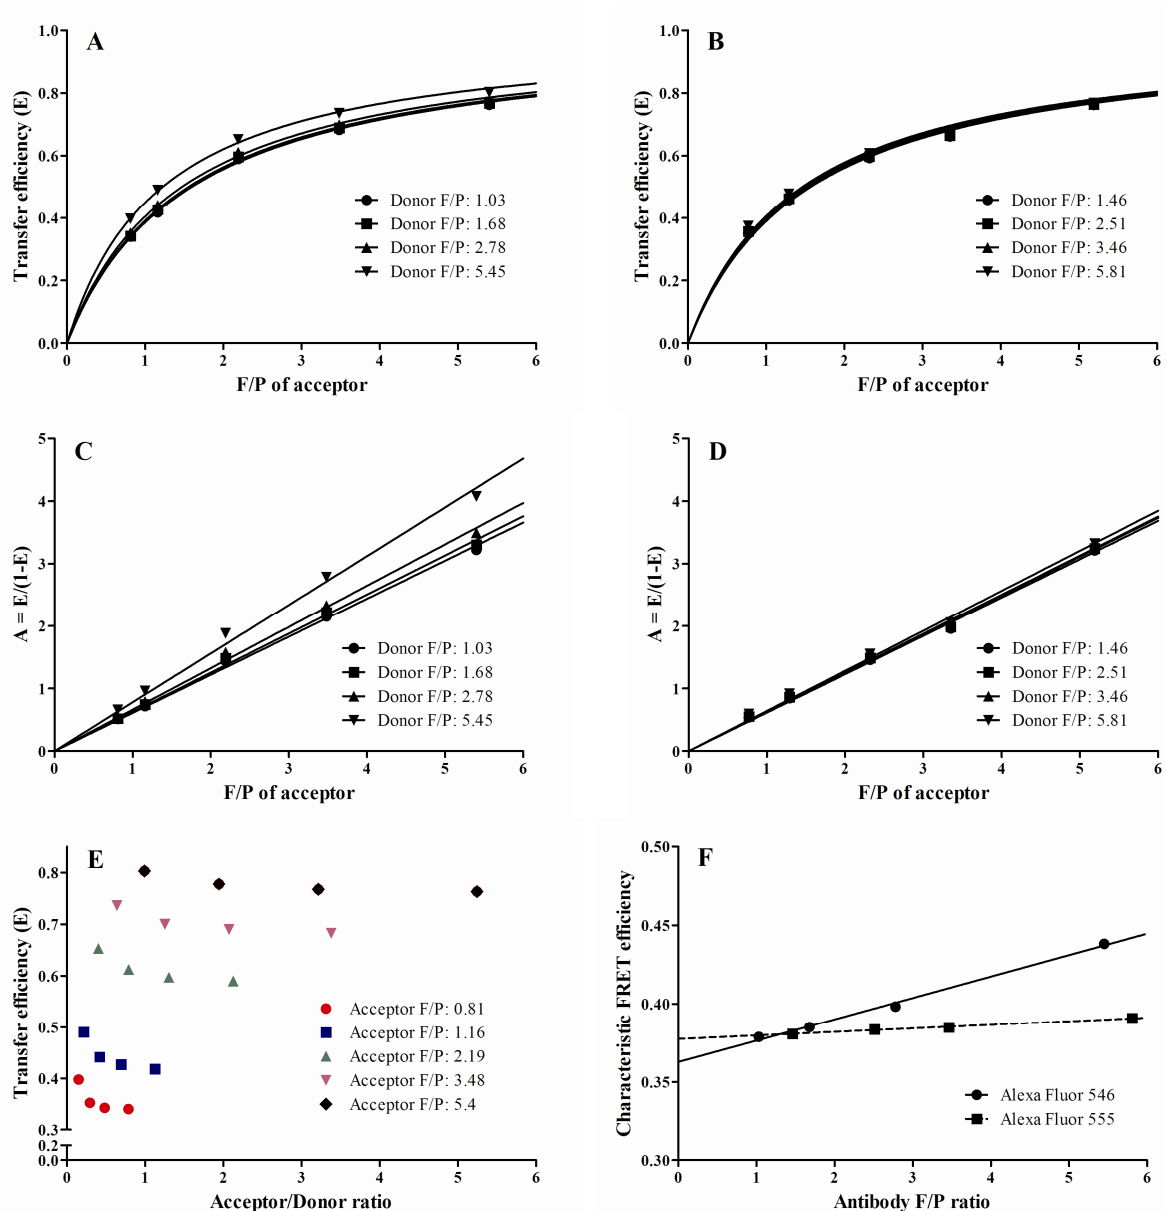 A
Transfer efficiency (E)
1.0
0.8
0.6
0.4
0.2
0.0
0 1 2 3 4 5 6
F/P of acceptor
Donor F/P: 1.03
Donor F/P: 1.68
Donor F/P: 2.78
Donor F/P: 5.45
B
Transfer efficiency (E)
1.0
0.8
0.6
0.4
0.2
0.0
0 1 2 3 4 5 6
F/P of acceptor
Donor F/P: 1.46
Donor F/P: 2.51
Donor F/P: 3.46
Donor F/P: 5.81
C
A = E/(1-E)
5
4
3
2
1
0
0 1 2 3 4 5 6
F/P of acceptor
Donor F/P: 1.03
Donor F/P: 1.68
Donor F/P: 2.78
Donor F/P: 5.45
D
A = E/(1-E)
5
4
3
2
1
0
0 1 2 3 4 5 6
F/P of acceptor
Donor F/P: 1.46
Donor F/P: 2.51
Donor F/P: 3.46
Donor F/P: 5.81
E
Transfer efficiency (E)
0.8
0.7
0.6
0.5
0.4
0.3
0.2
0.0
0 1 2 3 4 5 6
Acceptor/Donor ratio
Acceptor F/P: 0.81
Acceptor F/P: 1.16
Acceptor F/P: 2.19
Acceptor F/P: 3.48
Acceptor F/P: 5.4
F
Characteristic FRET efficiency
0.50
0.45
0.40
0.35
0.30
0 1 2 3 4 5 6
Antibody F/P ratio
Alexa Fluor 546
Alexa Fluor 555